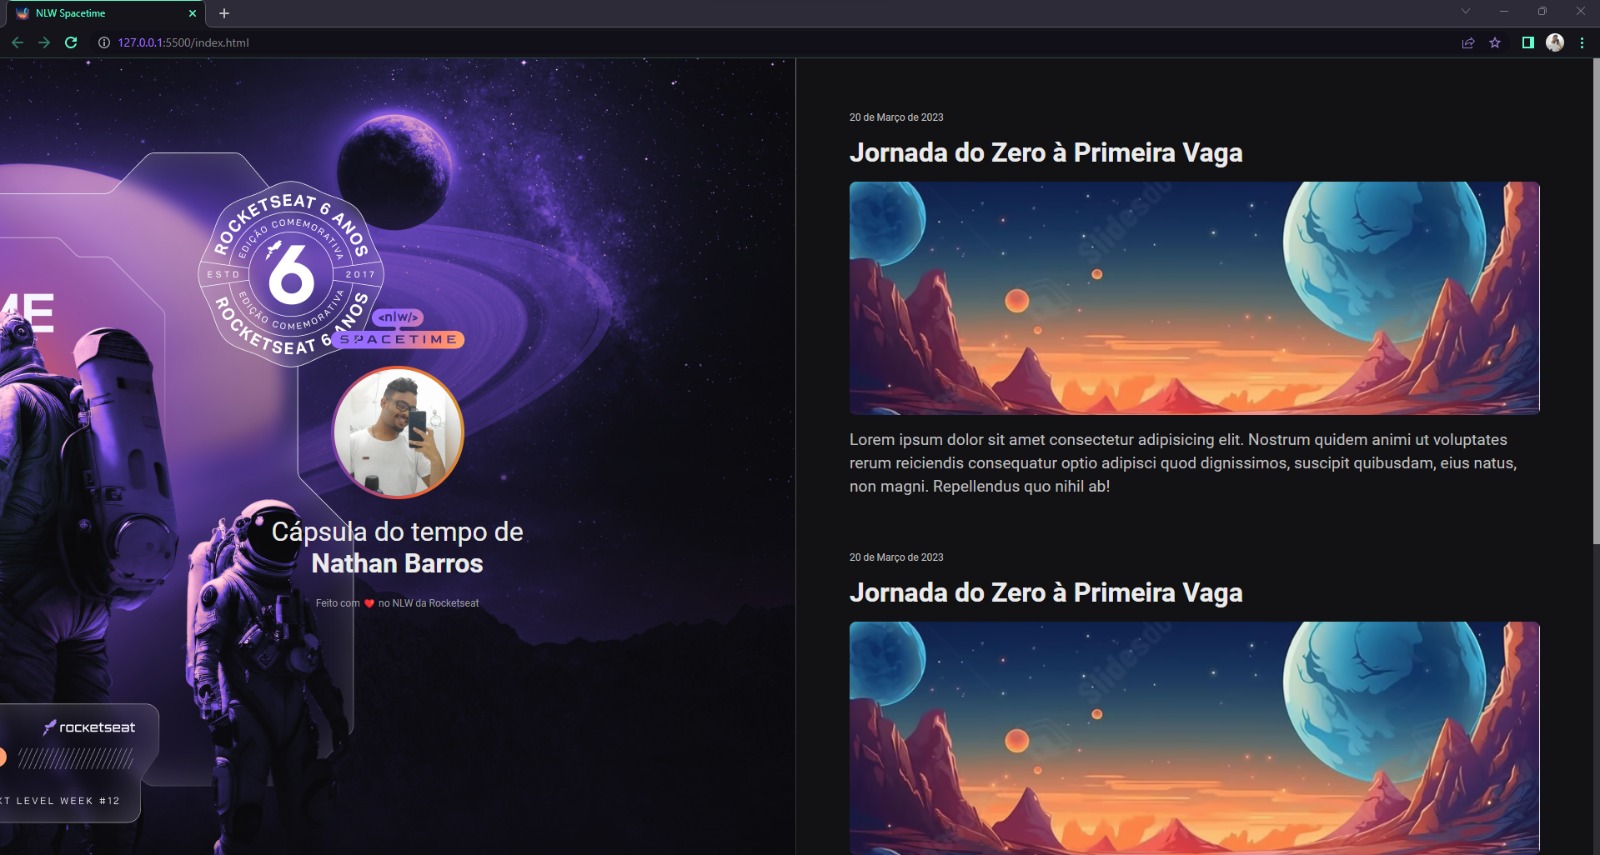 NLW Spacetime
127.0.0.1:5500/index.html
ROCKETSEAT 6 ANOS
EDIÇÃO COMEMORATIVA
ESTD
6
2017
EDIÇÃO COMEMORATIVA
ROCKETSEAT 6 ANOS
ME
<nlw/>
SPACETIME
Cápsula do tempo de
Nathan Barros
Feito com ❤️ no NLW da Rocketseat
rocketseat
XT LEVEL WEEK #12
20 de Março de 2023
Jornada do Zero à Primeira Vaga
Lorem ipsum dolor sit amet consectetur adipisicing elit. Nostrum quidem animi ut voluptates
rerum reiciendis consequatur optio adipisci quod dignissimos, suscipit quibusdam, eius natus,
non magni. Repellendus quo nihil ab!
20 de Março de 2023
Jornada do Zero à Primeira Vaga